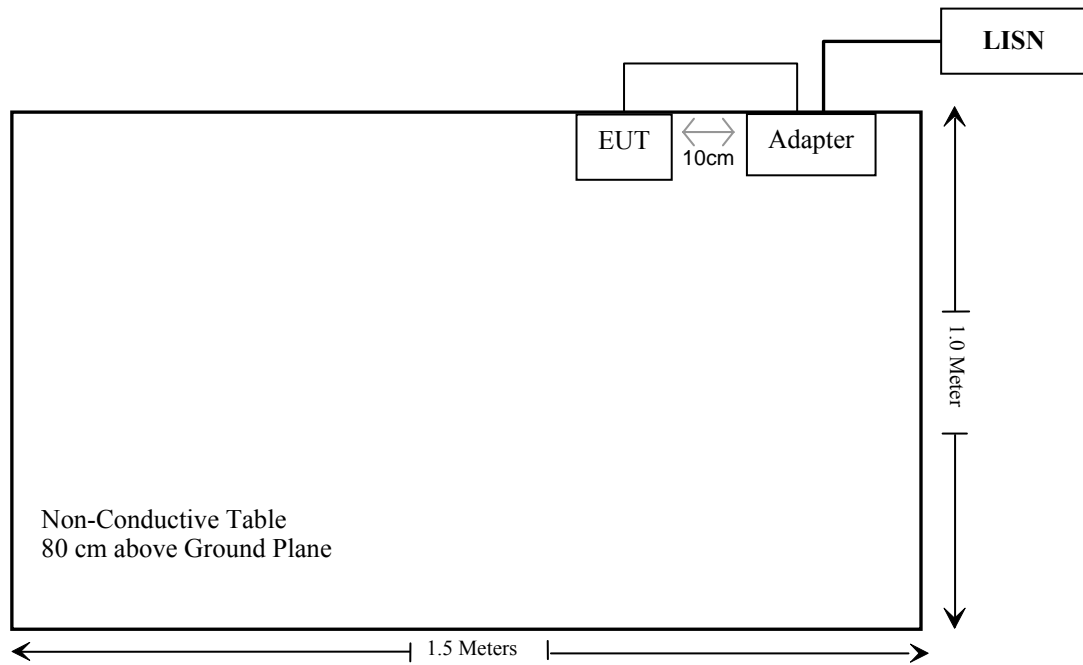 LISN
EUT
10cm
Adapter
1.0 Meter
Non-Conductive Table
80 cm above Ground Plane
1.5 Meters